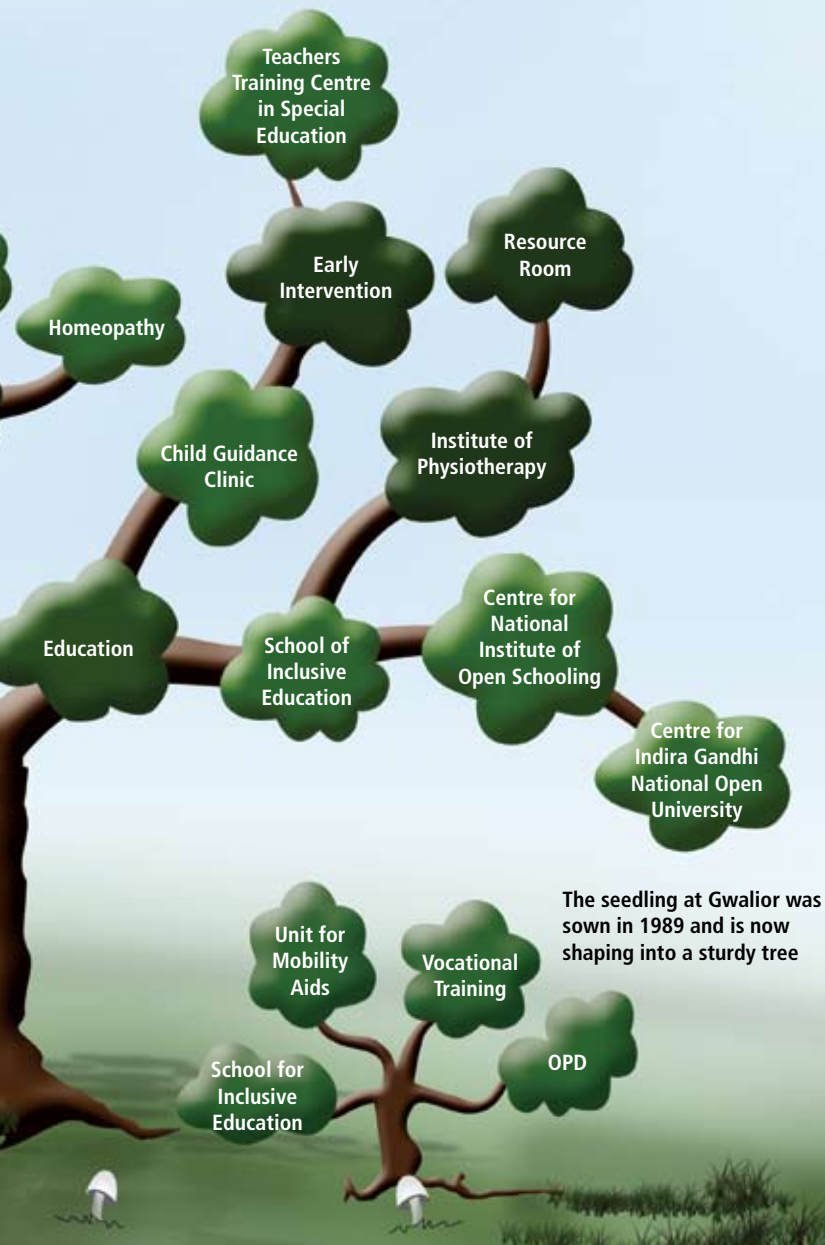 Teachers
Training Centre
in Special
Education
Early
Intervention
Resource
Room
Homeopathy
Child Guidance
Clinic
Institute of
Physiotherapy
Education
School of
Inclusive
Education
Centre for
National
Institute of
Open Schooling
Centre for
Indira Gandhi
National Open
University
The seedling at Gwalior was
sown in 1989 and is now
shaping into a sturdy tree
Unit for
Mobility
Aids
Vocational
Training
OPD
School for
Inclusive
Education